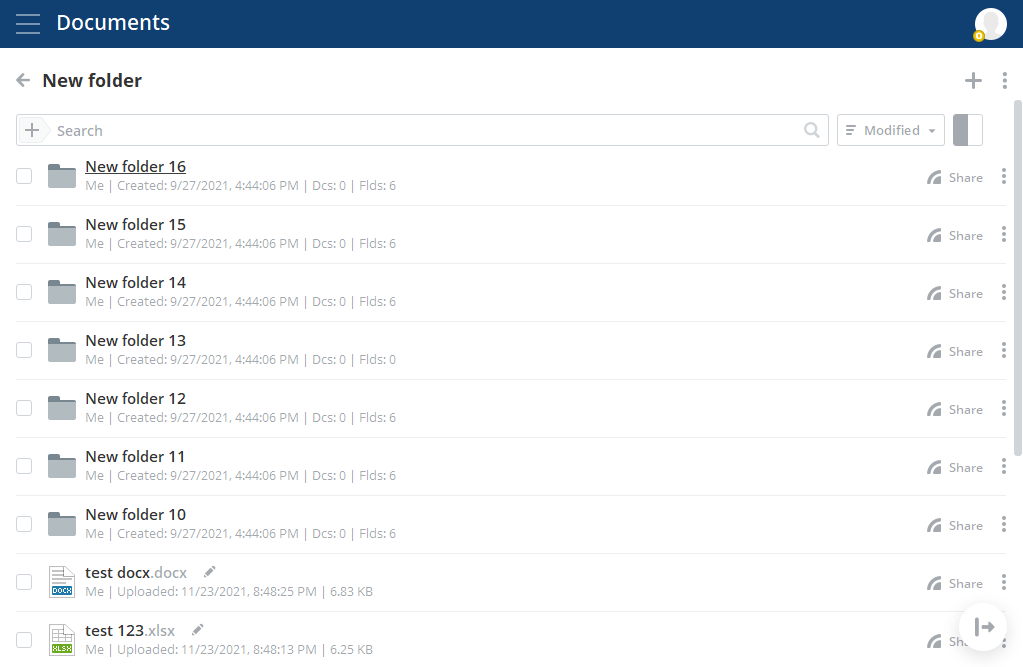 Documents
New folder
Search
Modified
New folder 16
Me | Created: 9/27/2021, 4:44:06 PM | Dcs: 0 | Flds: 6
Share
New folder 15
Me | Created: 9/27/2021, 4:44:06 PM | Dcs: 0 | Flds: 6
Share
New folder 14
Me | Created: 9/27/2021, 4:44:06 PM | Dcs: 0 | Flds: 6
Share
New folder 13
Me | Created: 9/27/2021, 4:44:06 PM | Dcs: 0 | Flds: 0
Share
New folder 12
Me | Created: 9/27/2021, 4:44:06 PM | Dcs: 0 | Flds: 6
Share
New folder 11
Me | Created: 9/27/2021, 4:44:06 PM | Dcs: 0 | Flds: 6
Share
New folder 10
Me | Created: 9/27/2021, 4:44:06 PM | Dcs: 0 | Flds: 6
Share
DOCX
test docx.docx
Me | Uploaded: 11/23/2021, 8:48:25 PM | 6.83 KB
Share
XLSX
test 123.xlsx
Me | Uploaded: 11/23/2021, 8:48:13 PM | 6.25 KB